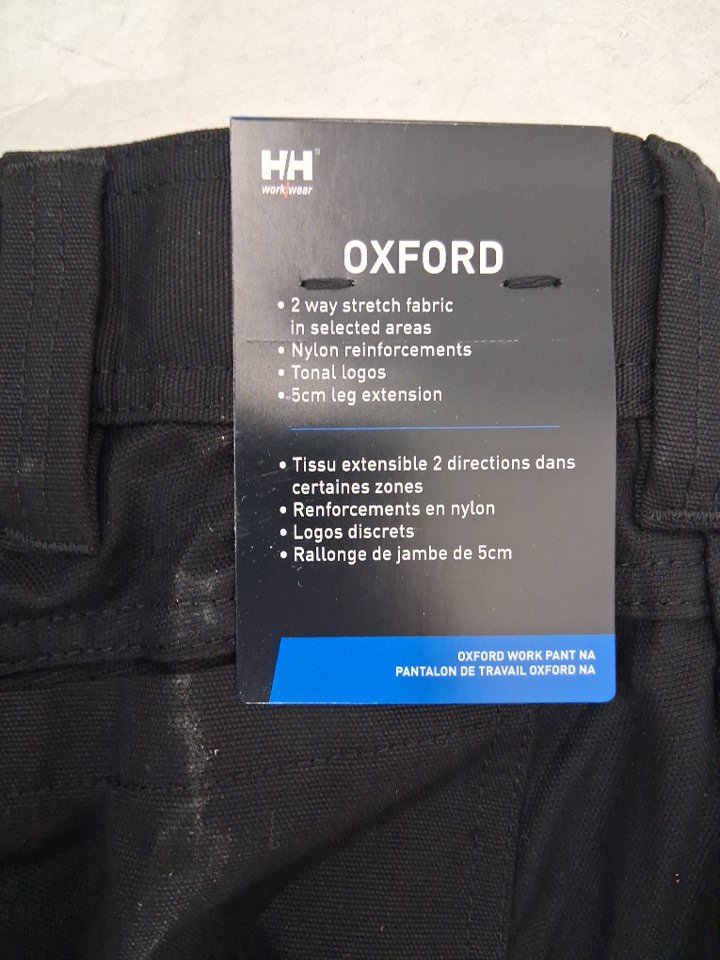 HH®
work/wear
OXFORD
• 2 way stretch fabric
in selected areas
• Nylon reinforcements
• Tonal logos
• 5cm leg extension
• Tissu extensible 2 directions dans
certaines zones
• Renforcements en nylon
• Logos discrets
• Rallonge de jambe de 5cm
OXFORD WORK PANT NA
PANTALON DE TRAVAIL OXFORD NA